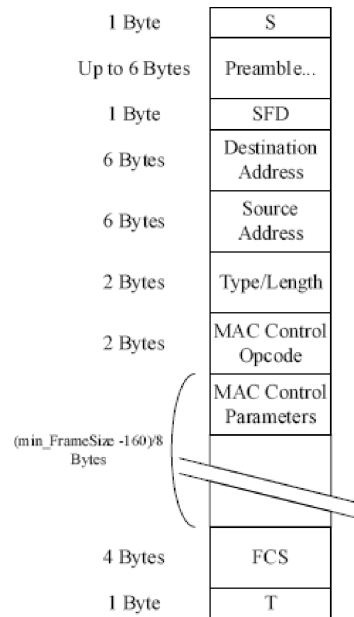 1 Byte S
Up to 6 Bytes Preamble...
1 Byte SFD
6 Bytes Destination
Address
6 Bytes Source
Address
2 Bytes Type/Length
2 Bytes MAC Control
Opcode
MAC Control
Parameters
(min_FrameSize -160)/8
Bytes
4 Bytes FCS
1 Byte T